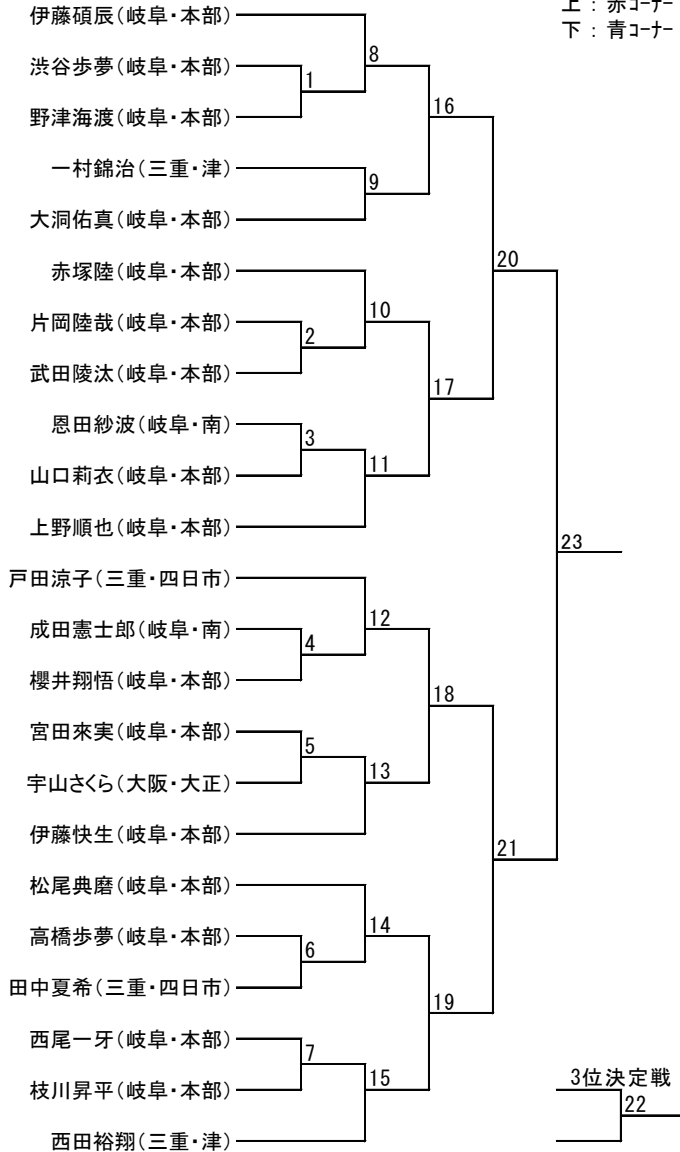 上：赤コーナー
下：青コーナー
伊藤碩辰(岐阜・本部)
8
渋谷歩夢(岐阜・本部)
1
16
野津海渡(岐阜・本部)
一村錦治(三重・津)
9
大洞佑真(岐阜・本部)
20
赤塚陸(岐阜・本部)
10
片岡陸哉(岐阜・本部)
2
武田陵汰(岐阜・本部)
17
恩田紗波(岐阜・南)
3
11
山口莉衣(岐阜・本部)
上野順也(岐阜・本部)
23
戸田涼子(三重・四日市)
12
成田憲士郎(岐阜・南)
4
櫻井翔悟(岐阜・本部)
18
宮田來実(岐阜・本部)
5
13
宇山さくら(大阪・大正)
伊藤快生(岐阜・本部)
21
松尾典磨(岐阜・本部)
14
高橋歩夢(岐阜・本部)
6
田中夏希(三重・四日市)
19
西尾一牙(岐阜・本部)
7
15
3位決定戦
枝川昇平(岐阜・本部)
22
西田裕翔(三重・津)